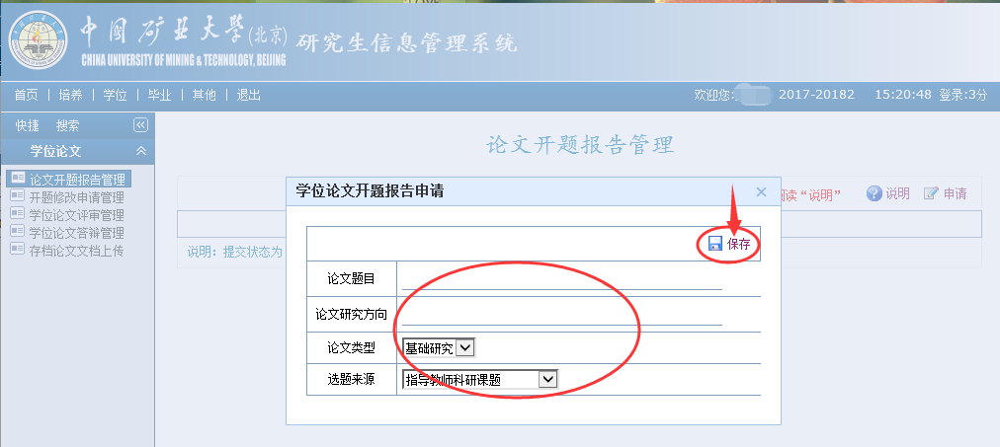 中国矿业大学(北京) 研究生信息管理系统
CHINA UNIVERSITY OF MINING & TECHNOLOGY, BEIJING
首页 | 培养 | 学位 | 毕业 | 其他 | 退出
欢迎您: 2017-20182 15:20:48 登录:3分
快捷 搜索
学位论文
论文开题报告管理
开题修改申请管理
学位论文评审管理
学位论文答辩管理
存档论文文档上传
论文开题报告管理
阅读“说明” 说明 申请
说明：提交状态为
学位论文开题报告申请
保存
论文题目
论文研究方向
论文类型 基础研究
选题来源 指导教师科研课题